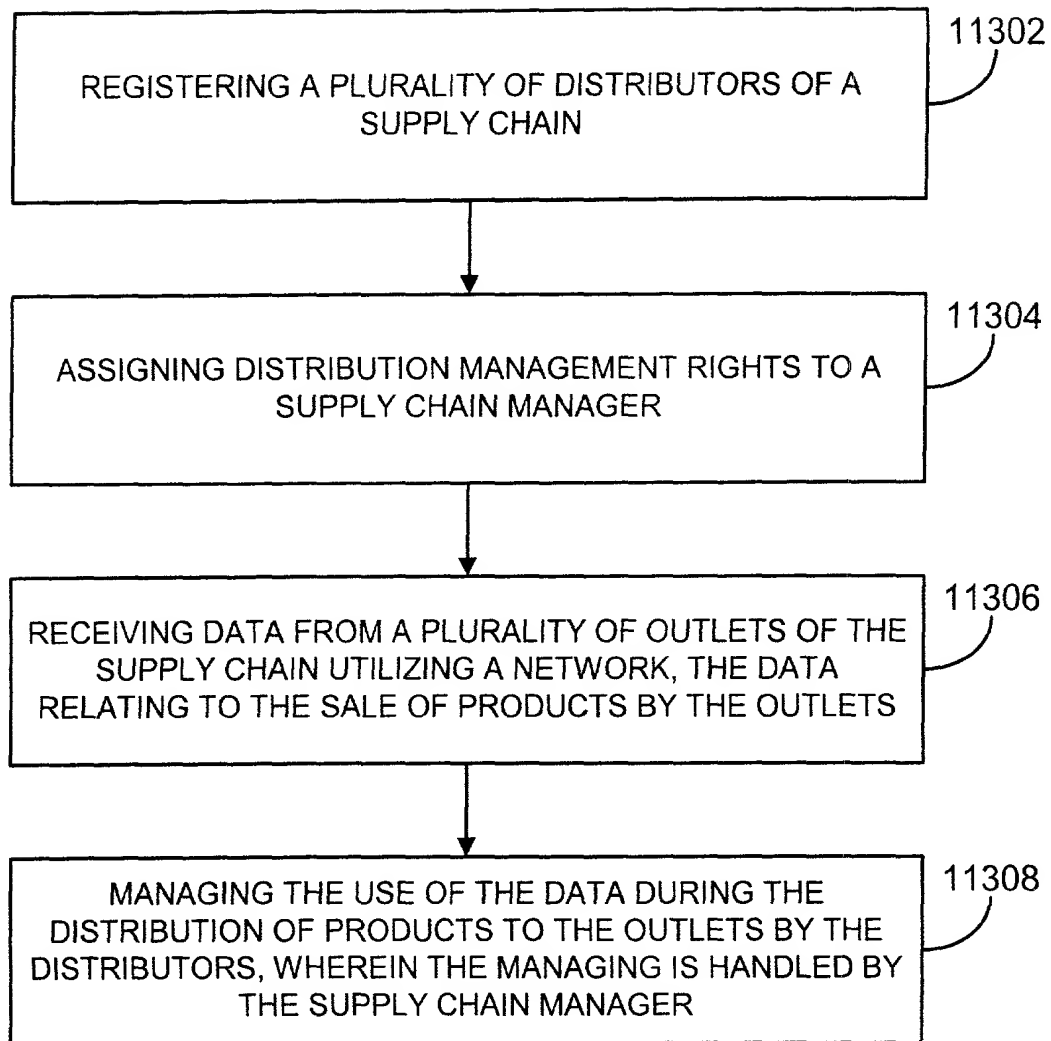 11302
REGISTERING A PLURALITY OF DISTRIBUTORS OF A
SUPPLY CHAIN
11304
ASSIGNING DISTRIBUTION MANAGEMENT RIGHTS TO A
SUPPLY CHAIN MANAGER
11306
RECEIVING DATA FROM A PLURALITY OF OUTLETS OF THE
SUPPLY CHAIN UTILIZING A NETWORK, THE DATA
RELATING TO THE SALE OF PRODUCTS BY THE OUTLETS
11308
MANAGING THE USE OF THE DATA DURING THE
DISTRIBUTION OF PRODUCTS TO THE OUTLETS BY THE
DISTRIBUTORS, WHEREIN THE MANAGING IS HANDLED BY
THE SUPPLY CHAIN MANAGER